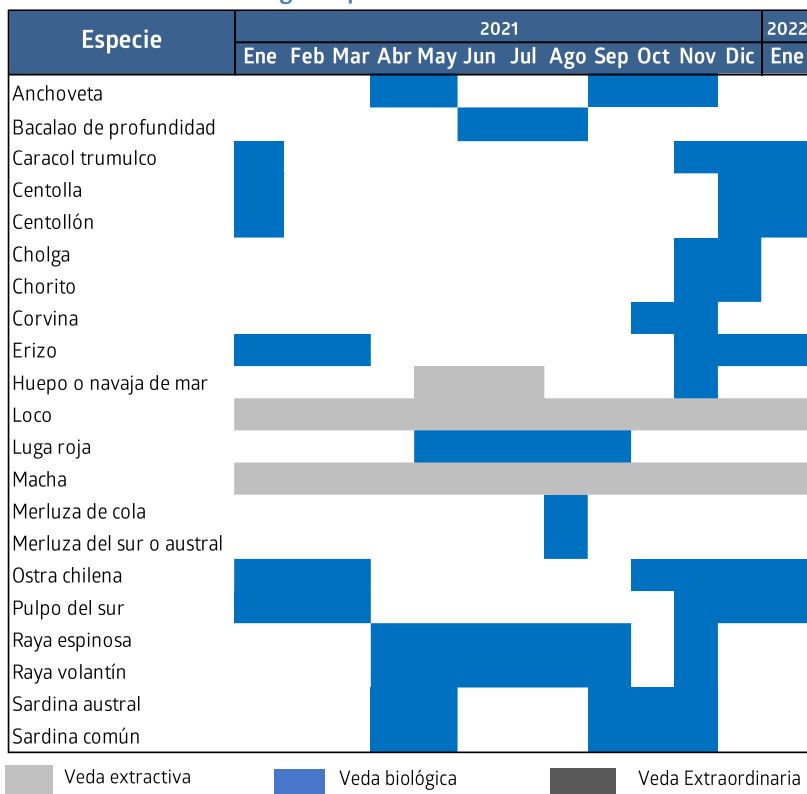 Especie
2021 2022
Ene Feb Mar Abr May Jun Jul Ago Sep Oct Nov Dic Ene
Anchoveta
Bacalao de profundidad
Caracol trumulco
Centolla
Centollón
Cholga
Chorito
Corvina
Erizo
Huepo o navaja de mar
Loco
Luga roja
Macha
Merluza de cola
Merluza del sur o austral
Ostra chilena
Pulpo del sur
Raya espinosa
Raya volantín
Sardina austral
Sardina común
Veda extractiva Veda biológica Veda Extraordinaria